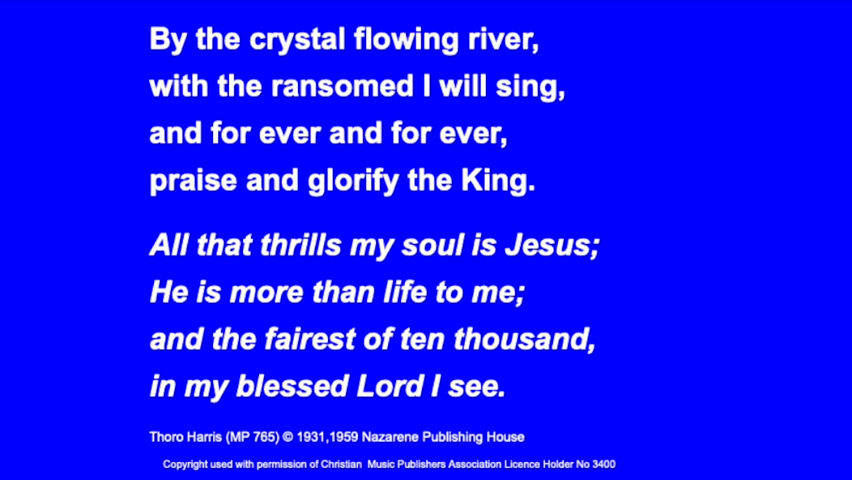 By the crystal flowing river,
with the ransomed I will sing,
and for ever and for ever,
praise and glorify the King.
All that thrills my soul is Jesus;
He is more than life to me;
and the fairest of ten thousand,
in my blessed Lord I see.
Thoro Harris (MP 765) © 1931,1959 Nazarene Publishing House
Copyright used with permission of Christian Music Publishers Association Licence Holder No 3400